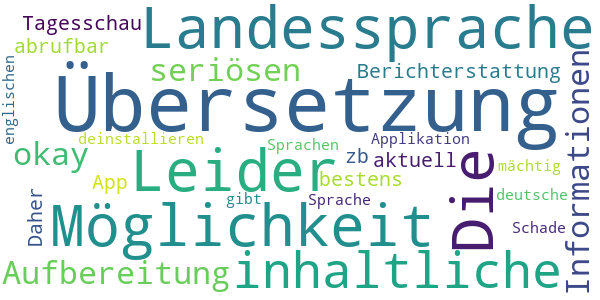 Tagesschau
Landessprache
abrufbar
englischen
seriösen
Berichterstattung
Informationen
Übersetzung
deinstallieren
Sprachen
Applikation
okay
Leider
zb
aktuell
Die
mächtig
App
bestens
gibt
Sprache
deutsche
Daher
Möglichkeit
Schade
Aufbereitung
inhaltliche